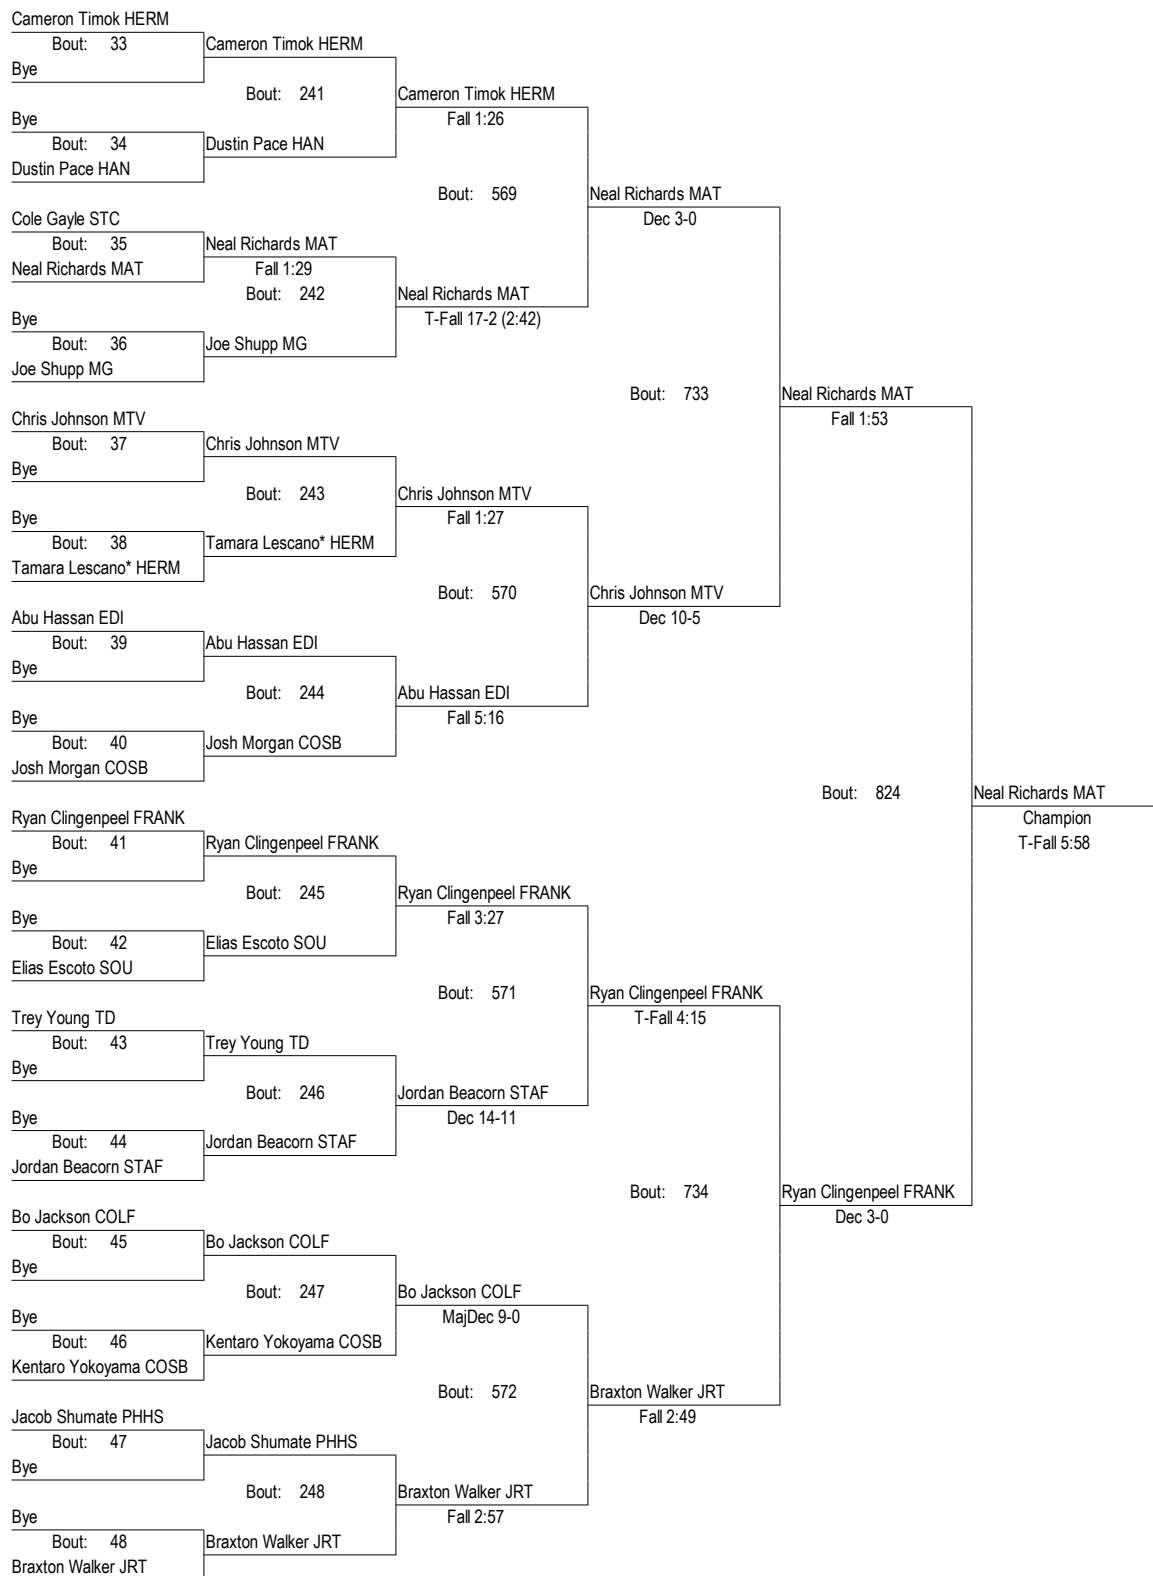 Cameron Timok HERM
Bout: 33 Cameron Timok HERM
Bye
Bout: 241 Cameron Timok HERM
Bye Fall 1:26
Bout: 34 Dustin Pace HAN
Dustin Pace HAN
Bout: 569 Neal Richards MAT
Cole Gayle STC Dec 3-0
Bout: 35 Neal Richards MAT
Neal Richards MAT Fall 1:29
Bout: 242 Neal Richards MAT
Bye T-Fall 17-2 (2:42)
Bout: 36 Joe Shupp MG
Joe Shupp MG
Bout: 733 Neal Richards MAT
Chris Johnson MTV Fall 1:53
Bout: 37 Chris Johnson MTV
Bye
Bout: 243 Chris Johnson MTV
Bye Fall 1:27
Bout: 38 Tamara Lescano* HERM
Tamara Lescano* HERM
Bout: 570 Chris Johnson MTV
Abu Hassan EDI Dec 10-5
Bout: 39 Abu Hassan EDI
Bye
Bout: 244 Abu Hassan EDI
Bye Fall 5:16
Bout: 40 Josh Morgan COSB
Josh Morgan COSB
Bout: 824 Neal Richards MAT
Ryan Clingenpeel FRANK Champion
Bout: 41 Ryan Clingenpeel FRANK T-Fall 5:58
Bye
Bout: 245 Ryan Clingenpeel FRANK
Bye Fall 3:27
Bout: 42 Elias Escoto SOU
Elias Escoto SOU
Bout: 571 Ryan Clingenpeel FRANK
Trey Young TD T-Fall 4:15
Bout: 43 Trey Young TD
Bye
Bout: 246 Jordan Beacorn STAF
Bye Dec 14-11
Bout: 44 Jordan Beacorn STAF
Jordan Beacorn STAF
Bout: 734 Ryan Clingenpeel FRANK
Bo Jackson COLF Dec 3-0
Bout: 45 Bo Jackson COLF
Bye
Bout: 247 Bo Jackson COLF
Bye MajDec 9-0
Bout: 46 Kentaro Yokoyama COSB
Kentaro Yokoyama COSB
Bout: 572 Braxton Walker JRT
Jacob Shumate PHHS Fall 2:49
Bout: 47 Jacob Shumate PHHS
Bye
Bout: 248 Braxton Walker JRT
Bye Fall 2:57
Bout: 48 Braxton Walker JRT
Braxton Walker JRT